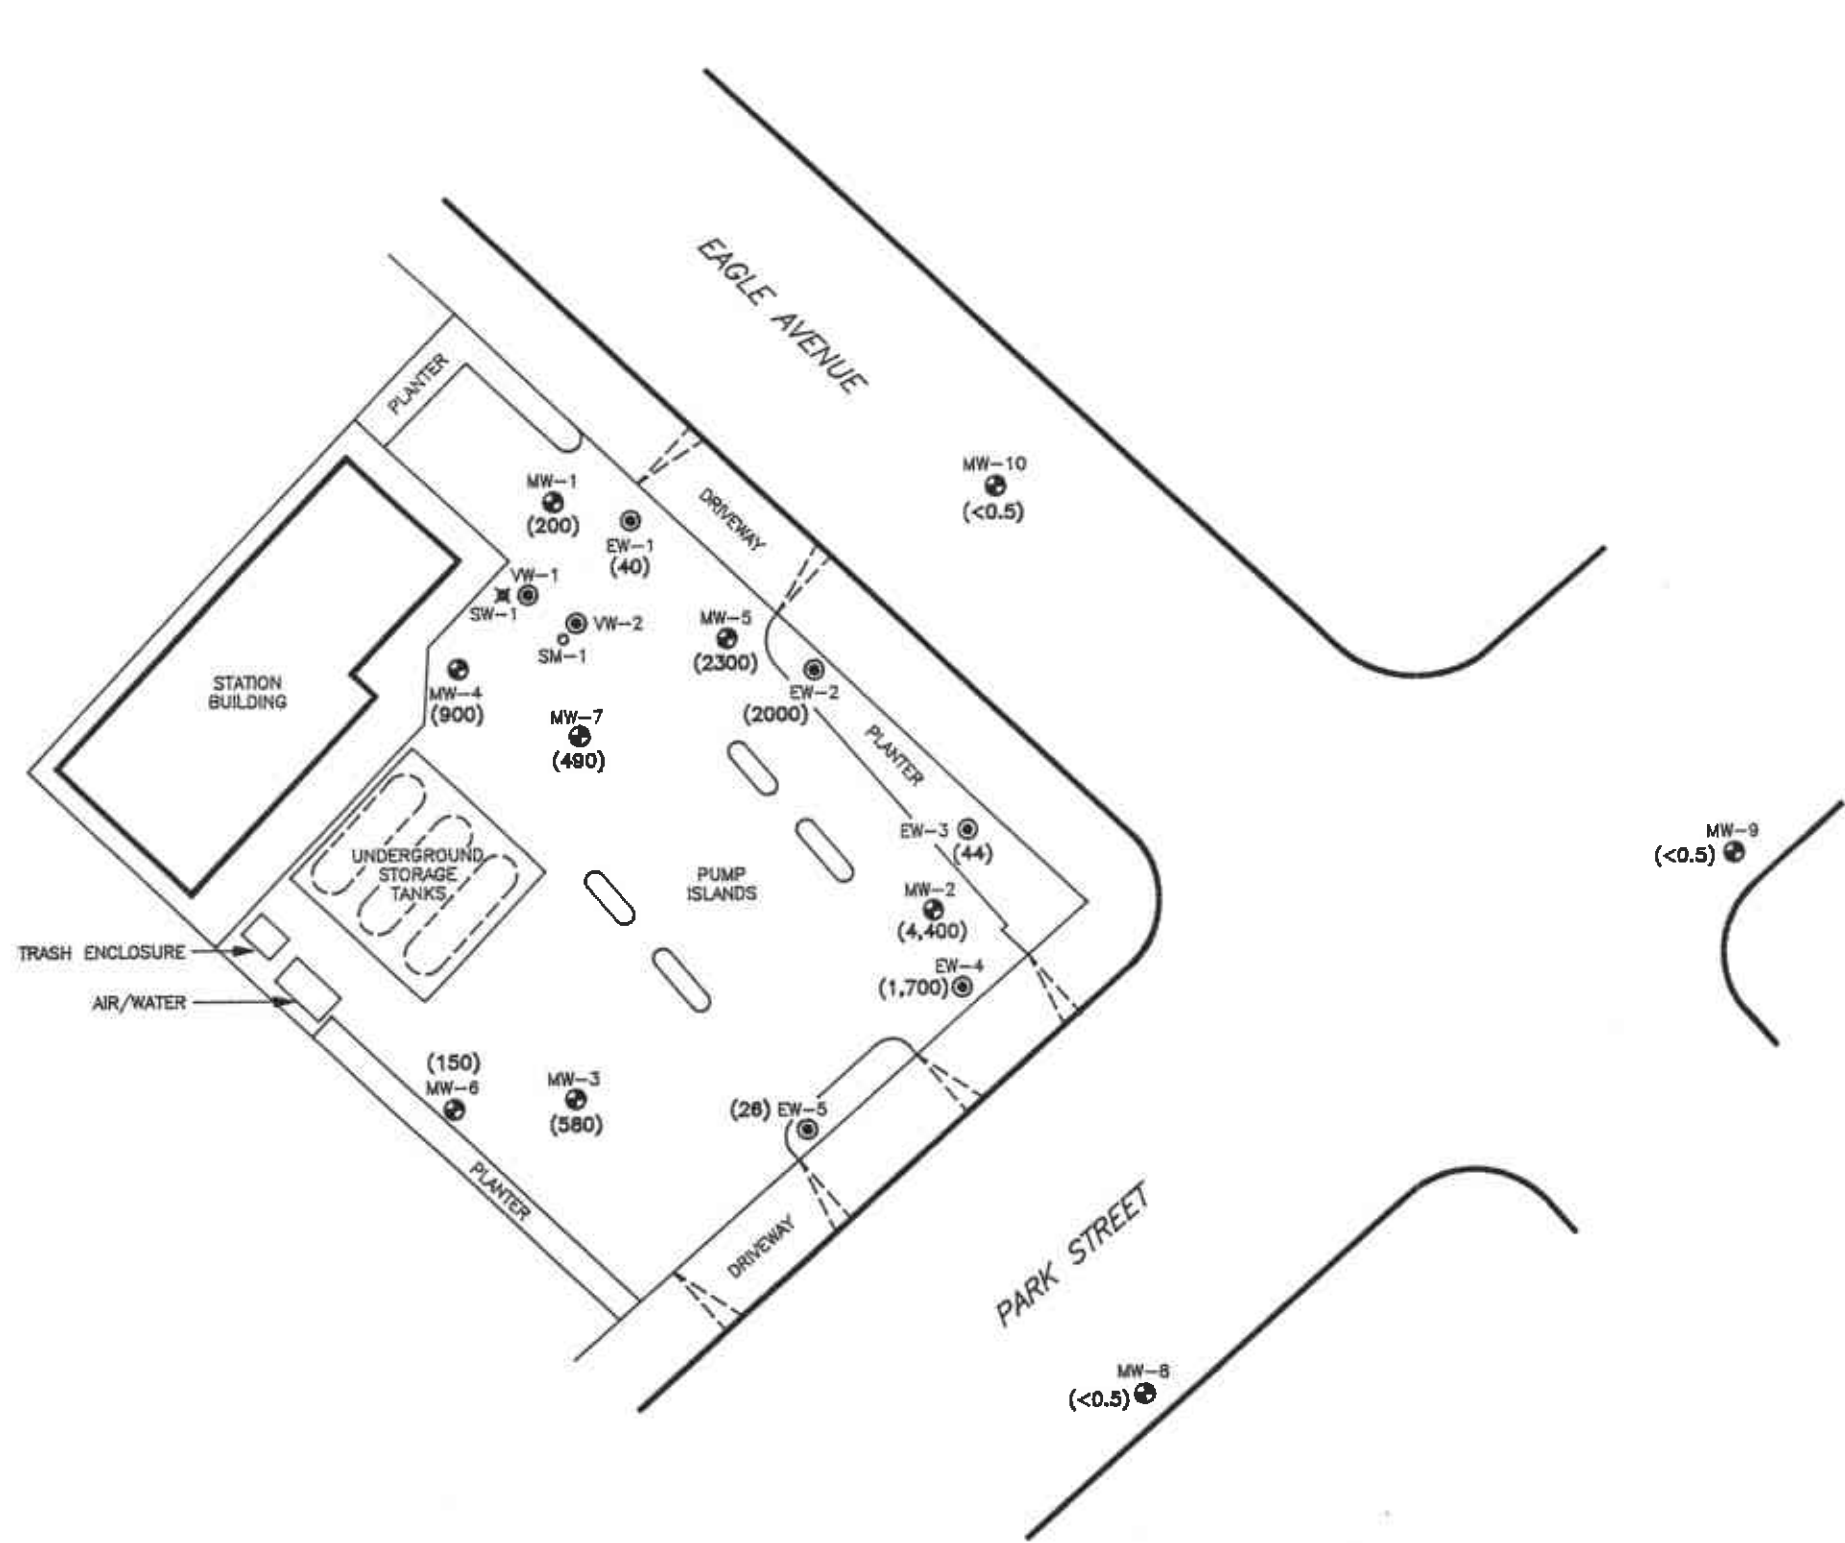 EAGLE AVENUE
PLANTER
MW-10
(<0.5)
MW-1
(200)
DRIVEWAY
EW-1
(40)
VW-1
SW-1
VW-2
SM-1
MW-5
(2300)
MW-4
(900)
STATION
BUILDING
EW-2
(2000)
MW-7
(490)
PLANTER
EW-3
(44)
MW-9
(<0.5)
UNDERGROUND
STORAGE
TANKS
PUMP
ISLANDS
MW-2
(4,400)
TRASH ENCLOSURE
EW-4
(1,700)
AIR/WATER
(150)
MW-6
MW-3
(580)
(26) EW-5
PLANTER
DRIVEWAY
PARK STREET
MW-8
(<0.5)